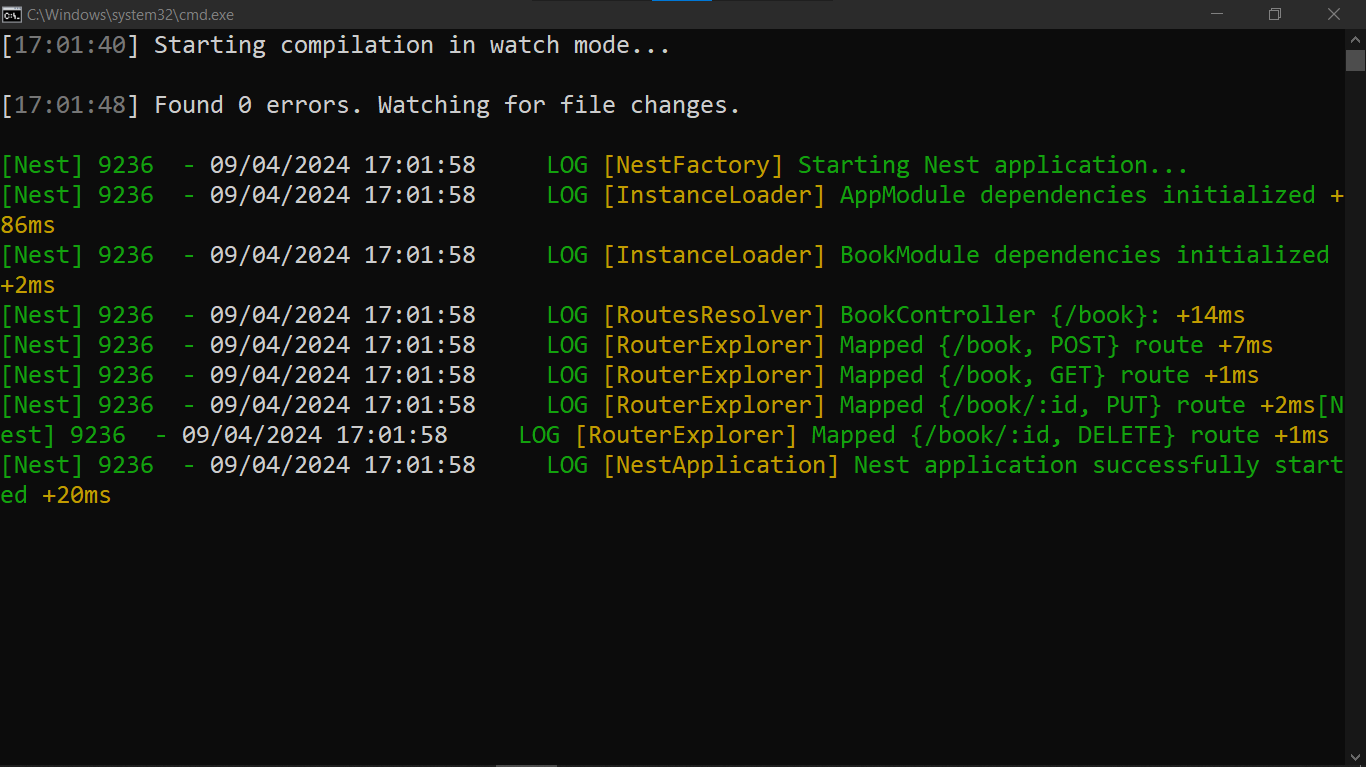 C:\Windows\system32\cmd.exe
[17:01:40] Starting compilation in watch mode...
[17:01:48] Found 0 errors. Watching for file changes.
[Nest] 9236  - 09/04/2024 17:01:58     LOG [NestFactory] Starting Nest application...
[Nest] 9236  - 09/04/2024 17:01:58     LOG [InstanceLoader] AppModule dependencies initialized +
86ms
[Nest] 9236  - 09/04/2024 17:01:58     LOG [InstanceLoader] BookModule dependencies initialized
+2ms
[Nest] 9236  - 09/04/2024 17:01:58     LOG [RoutesResolver] BookController {/book}: +14ms
[Nest] 9236  - 09/04/2024 17:01:58     LOG [RouterExplorer] Mapped {/book, POST} route +7ms
[Nest] 9236  - 09/04/2024 17:01:58     LOG [RouterExplorer] Mapped {/book, GET} route +1ms
[Nest] 9236  - 09/04/2024 17:01:58     LOG [RouterExplorer] Mapped {/book/:id, PUT} route +2ms[N
est] 9236  - 09/04/2024 17:01:58     LOG [RouterExplorer] Mapped {/book/:id, DELETE} route +1ms
[Nest] 9236  - 09/04/2024 17:01:58     LOG [NestApplication] Nest application successfully start
ed +20ms